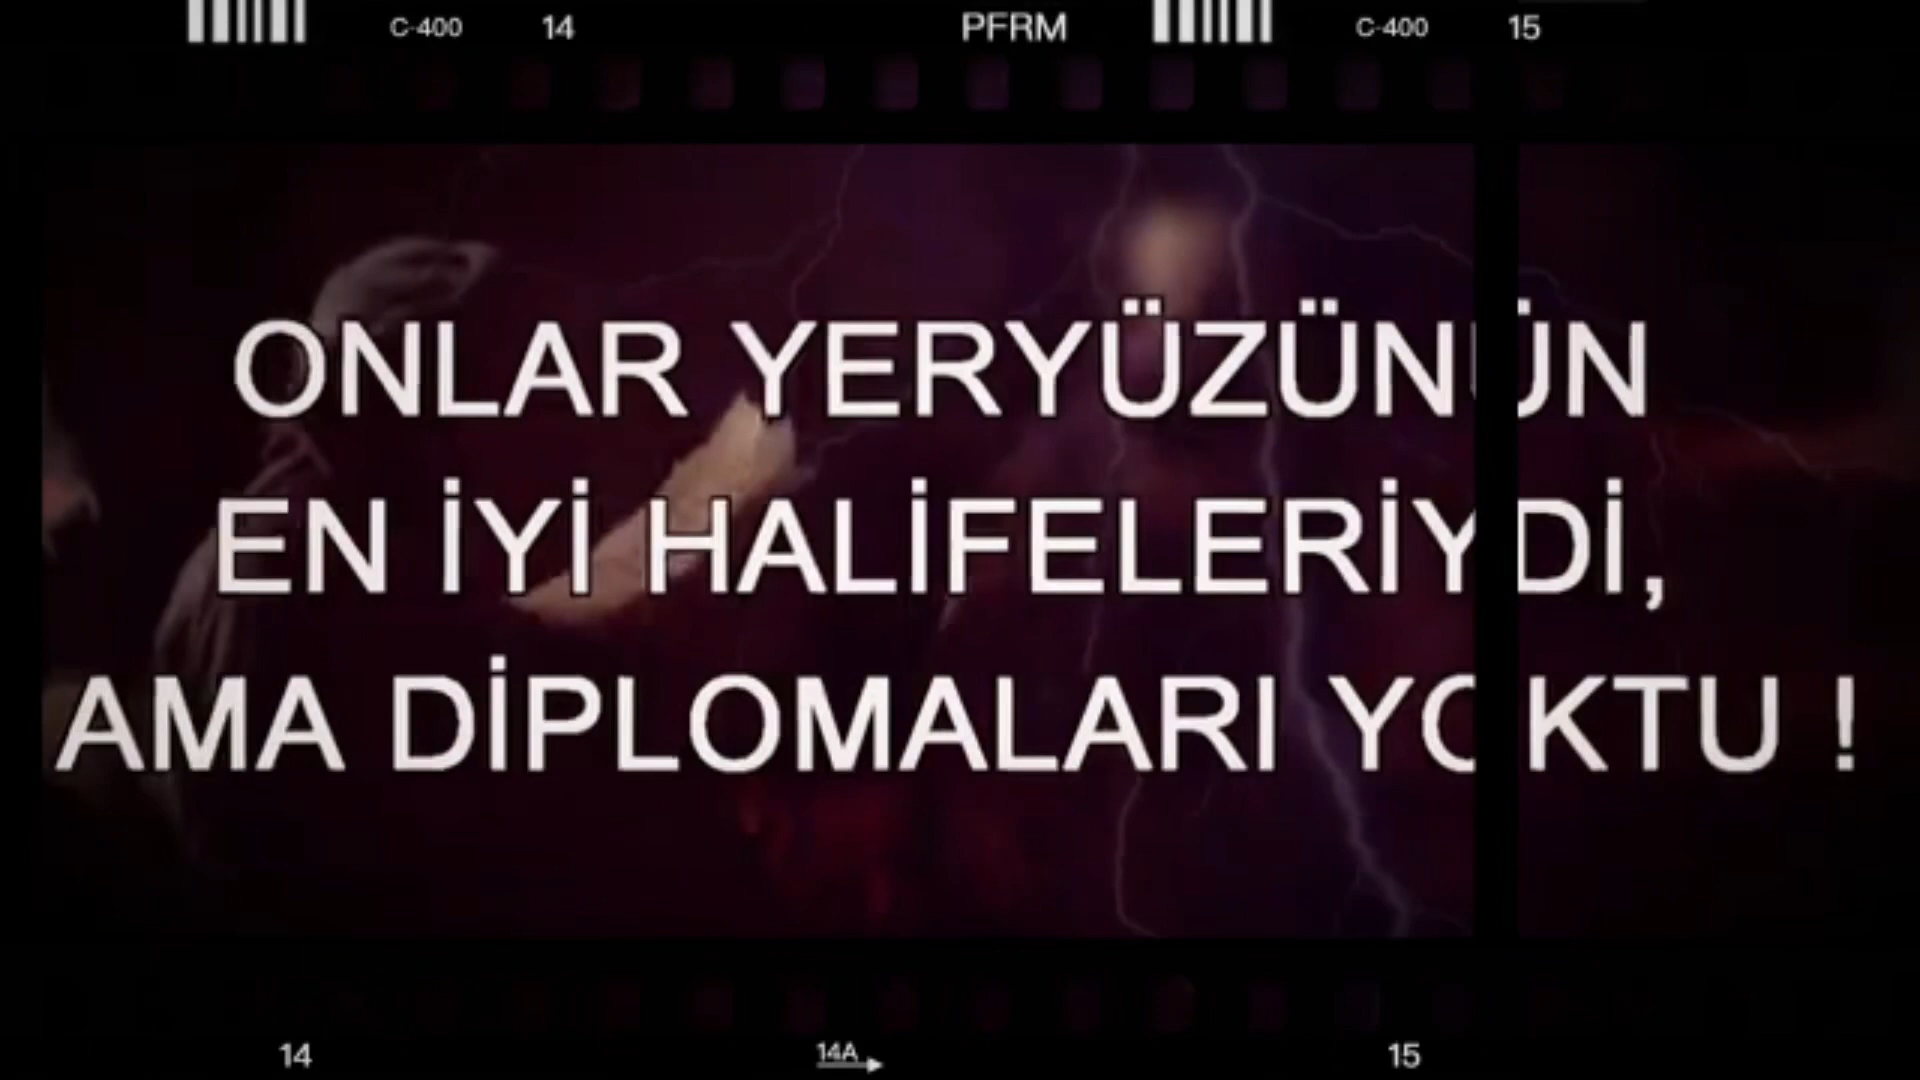 C-400 14 PFRM C-400 15
ONLAR YERYÜZÜNÜN
EN İYİ HALİFELERİYDİ,
AMA DİPLOMALARI YOKTU !
14 14A 15